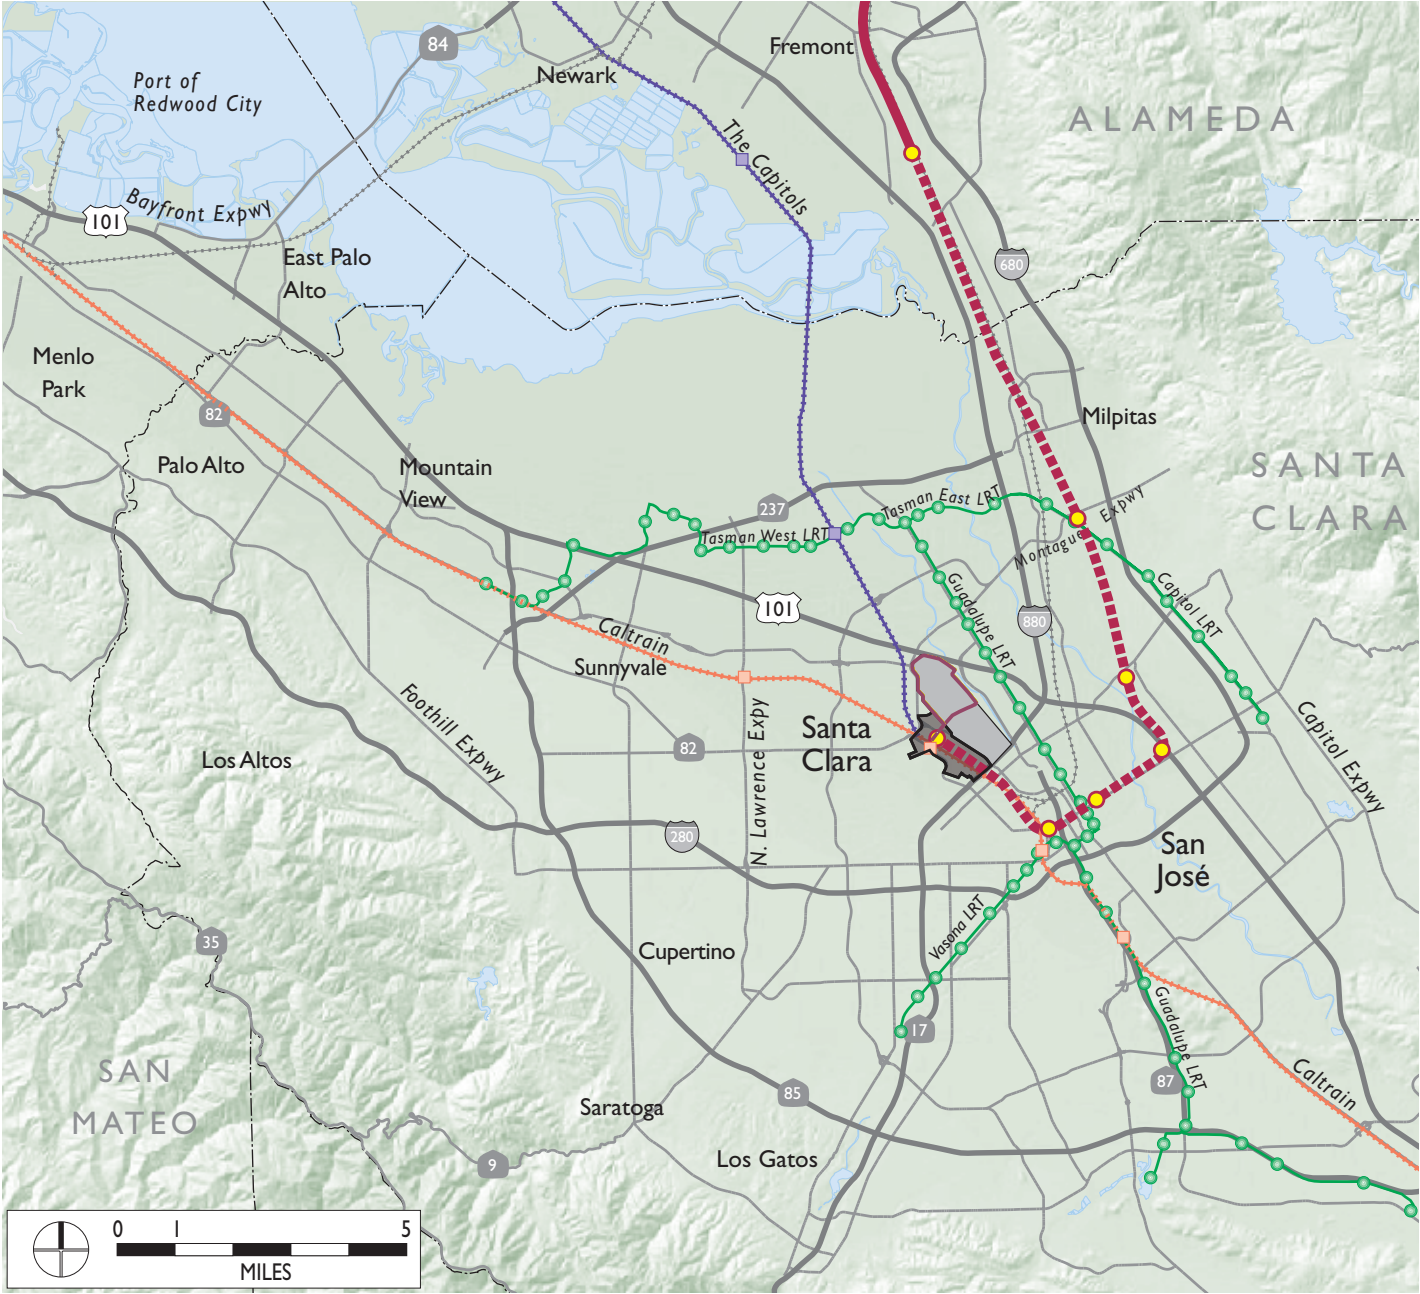 Fremont
84
Newark
Port of
Redwood City
ALAMEDA
The Capitols
Bayfront Expwy
101
East Palo
Alto
680
Menlo
Park
82
Milpitas
Palo Alto
Mountain
View
SANTA
CLARA
237
Tasman East LRT
Tasman West LRT
Montague Expwy
Capitol LRT
Guadalupe LRT
101
880
Caltrain
Sunnyvale
Foothill Expwy
N. Lawrence Expy
Santa
Clara
82
Capitol Expwy
Los Altos
280
San
José
Vasona LRT
35
Cupertino
17
Guadalupe LRT
87
Caltrain
SAN
MATEO
85
Saratoga
9
Los Gatos
0 1 5
MILES